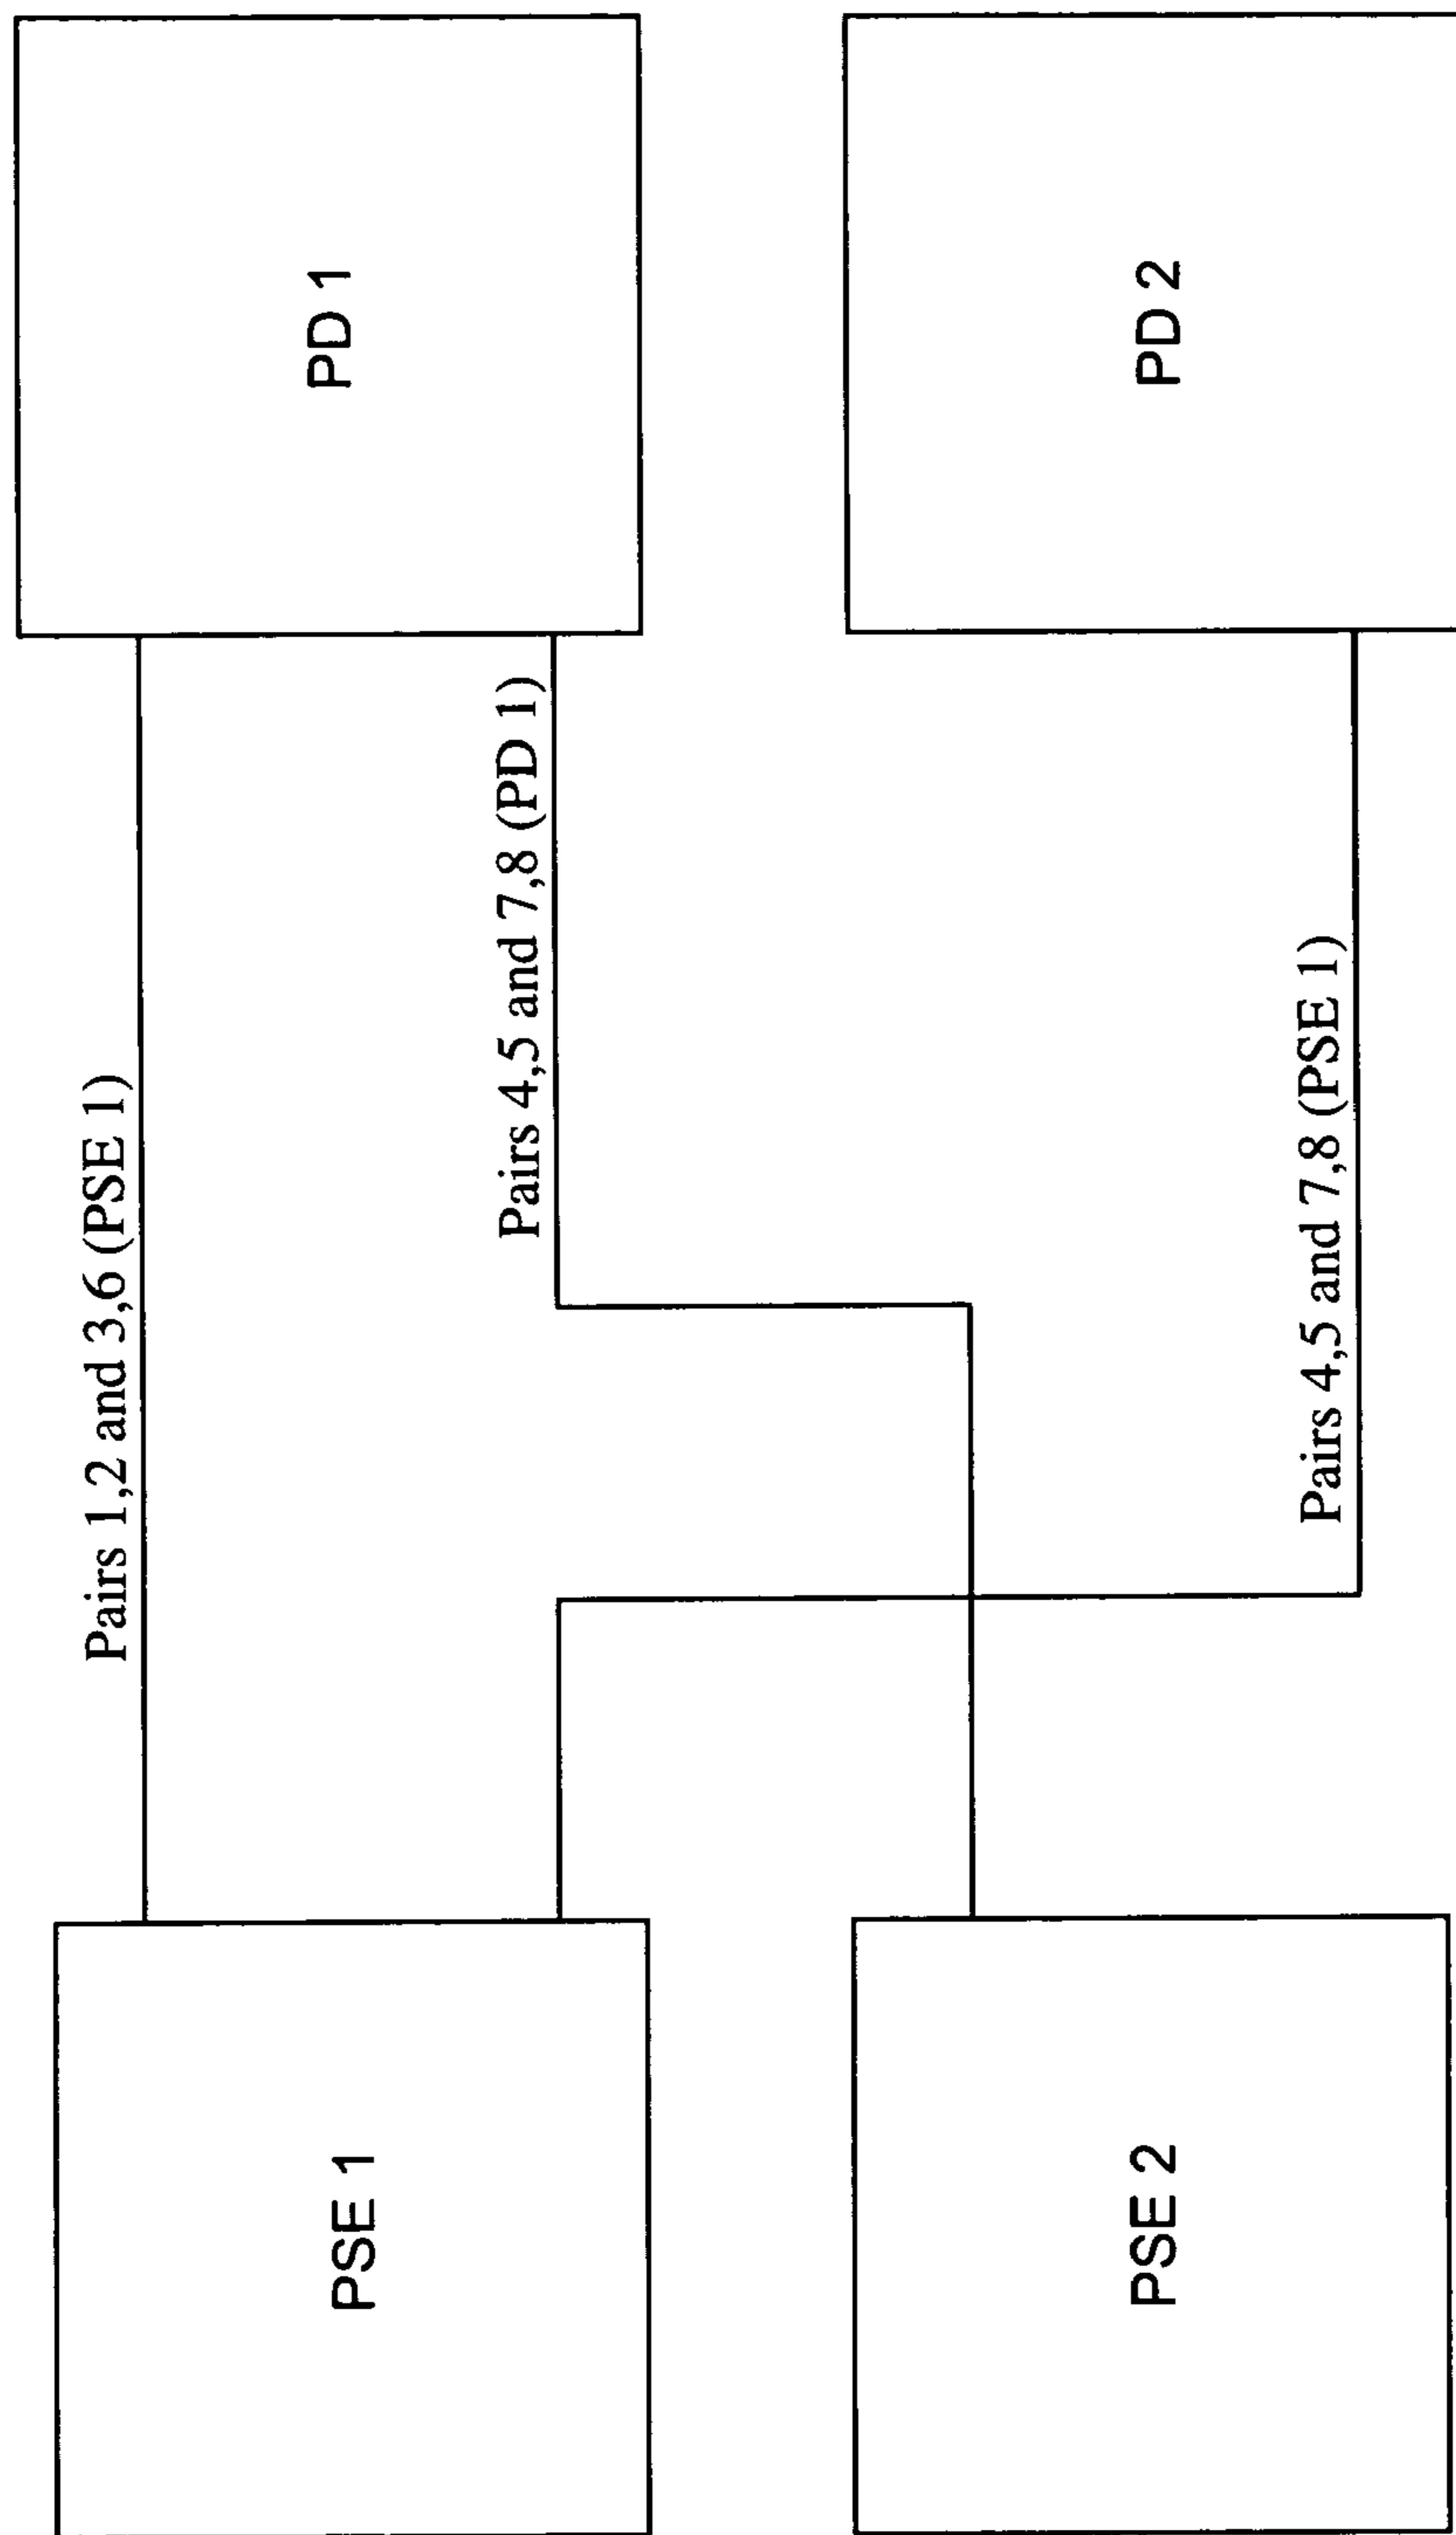 PSE 1
Pairs 1,2 and 3,6 (PSE 1)
PD 1
Pairs 4,5 and 7,8 (PD 1)
PSE 2
Pairs 4,5 and 7,8 (PSE 1)
PD 2